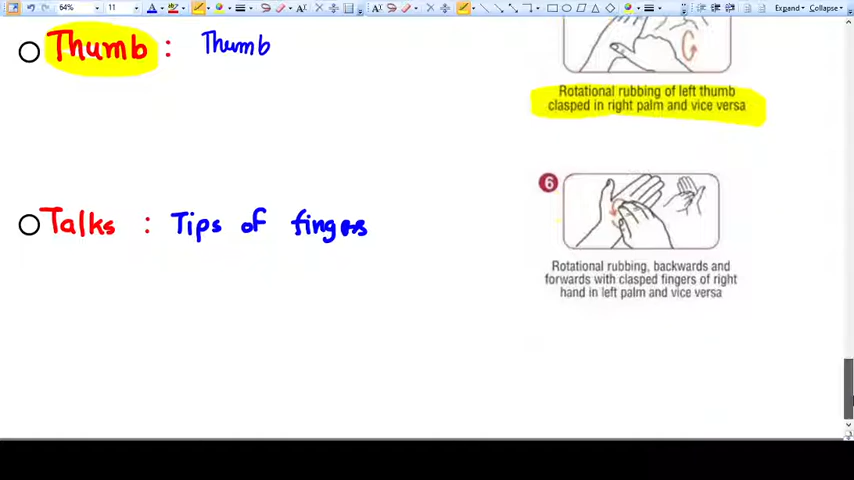 64%
11
Expand
Collapse
Thumb : Thumb
Rotational rubbing of left thumb
clasped in right palm and vice versa
Talks : Tips of fingers
6
Rotational rubbing, backwards and
forwards with clasped fingers of right
hand in left palm and vice versa